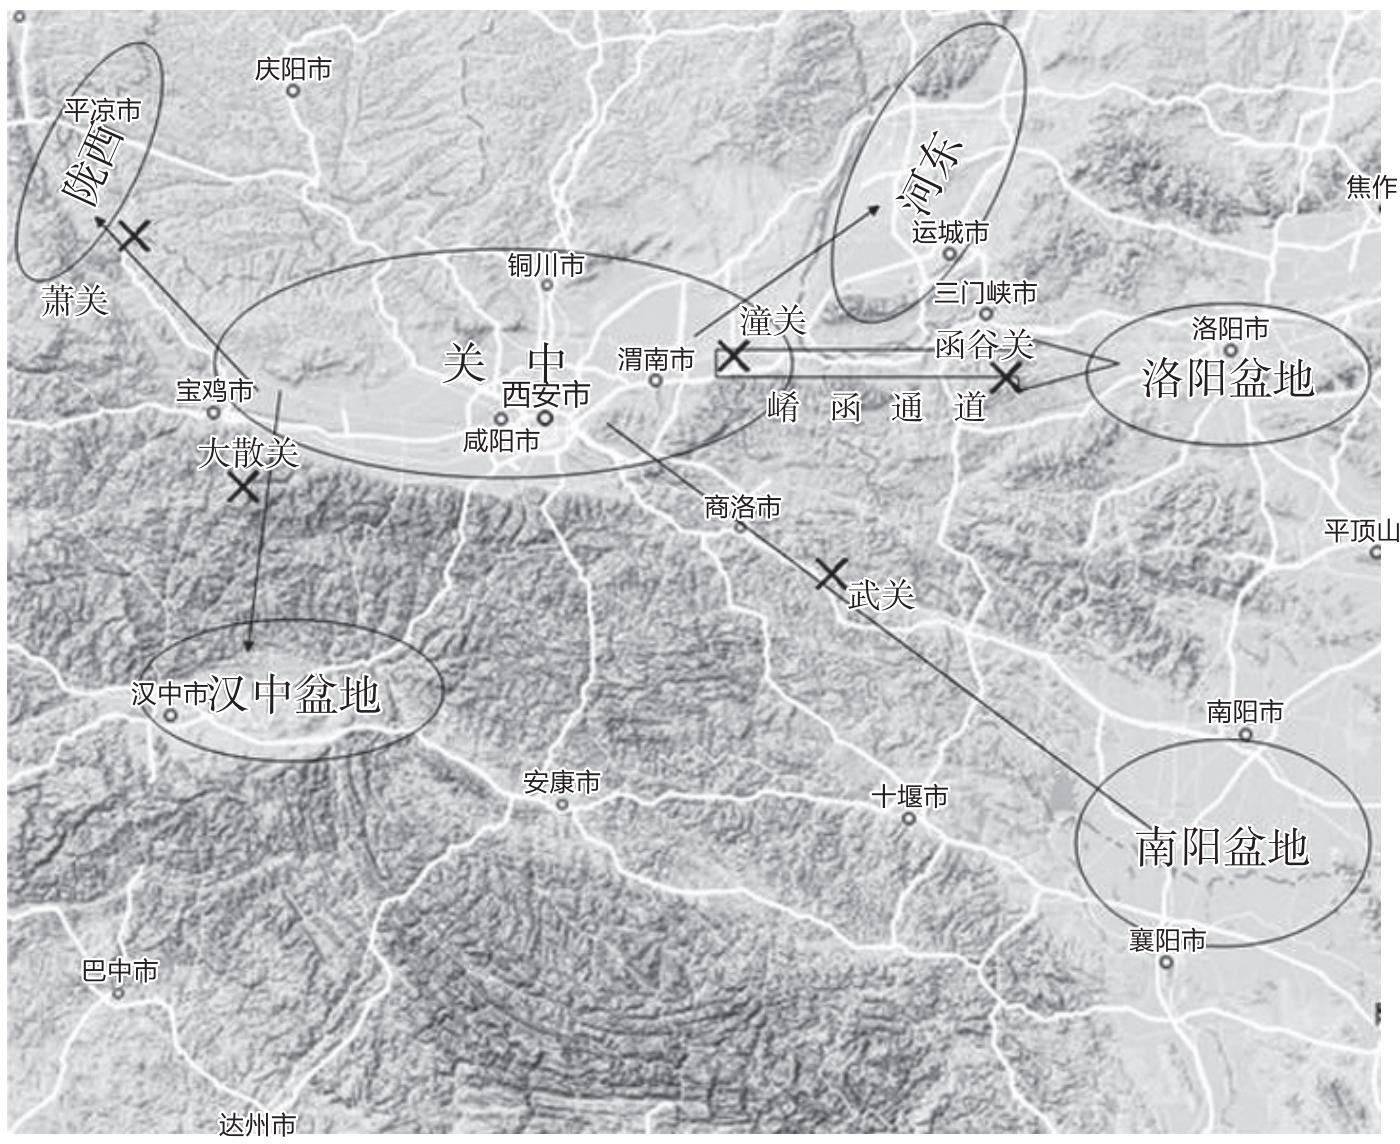 庆阳市
平凉市
陇西
河东
焦作
运城市
铜川市
萧关
三门峡市
潼关
洛阳市
函谷关
关中
渭南市
洛阳盆地
宝鸡市
西安市
崤函通道
咸阳市
大散关
商洛市
平顶山
武关
汉中市
汉中盆地
南阳市
安康市
十堰市
南阳盆地
襄阳市
巴中市
达州市